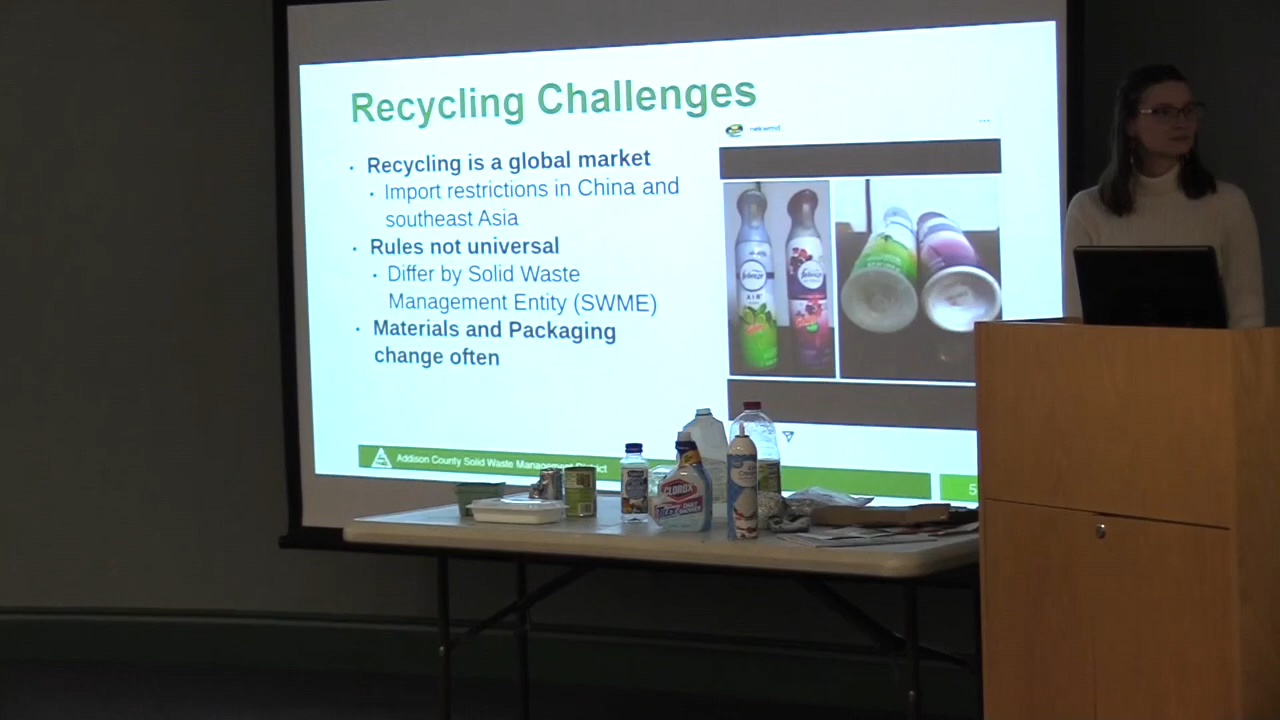 Recycling Challenges
• Recycling is a global market
• Import restrictions in China and
southeast Asia
• Rules not universal
• Differ by Solid Waste
Management Entity (SWME)
• Materials and Packaging
change often
nekwmd
febreze
AIR
febreze
Addison County Solid Waste Management District
5
CLOROX